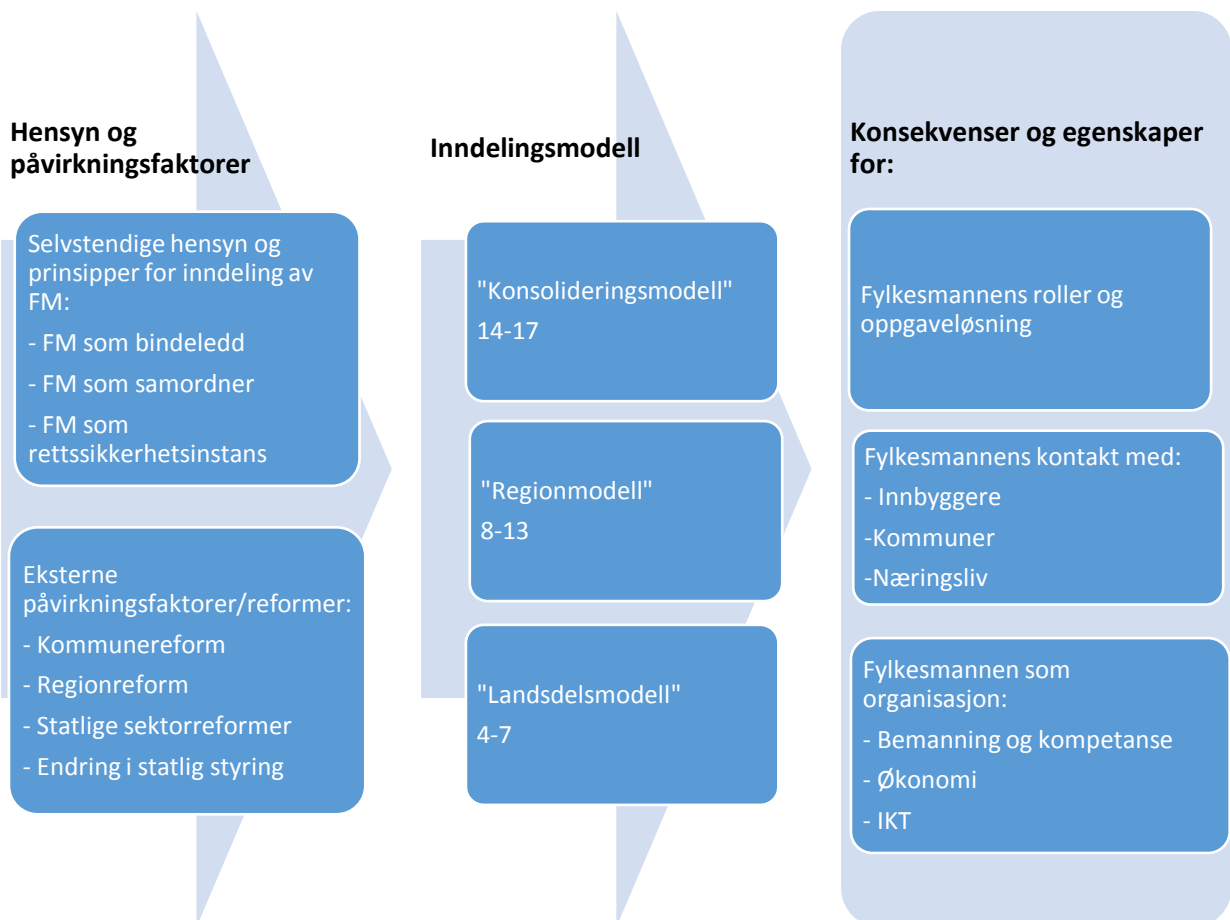 Hensyn og
påvirkningsfaktorer
Selvstendige hensyn og
prinsipper for inndeling av
FM:
- FM som bindeledd
- FM som samordner
- FM som
rettssikkerhetsinstans
Eksterne
påvirkningsfaktorer/reformer:
- Kommunereform
- Regionreform
- Statlige sektorreformer
- Endring i statlig styring
Inndelingsmodell
"Konsolideringsmodell"
14-17
"Regionmodell"
8-13
"Landsdelsmodell"
4-7
Konsekvenser og egenskaper
for:
Fylkesmannens roller og
oppgaveløsning
Fylkesmannens kontakt med:
- Innbyggere
-Kommuner
-Næringsliv
Fylkesmannen som
organisasjon:
- Bemanning og kompetanse
- Økonomi
- IKT